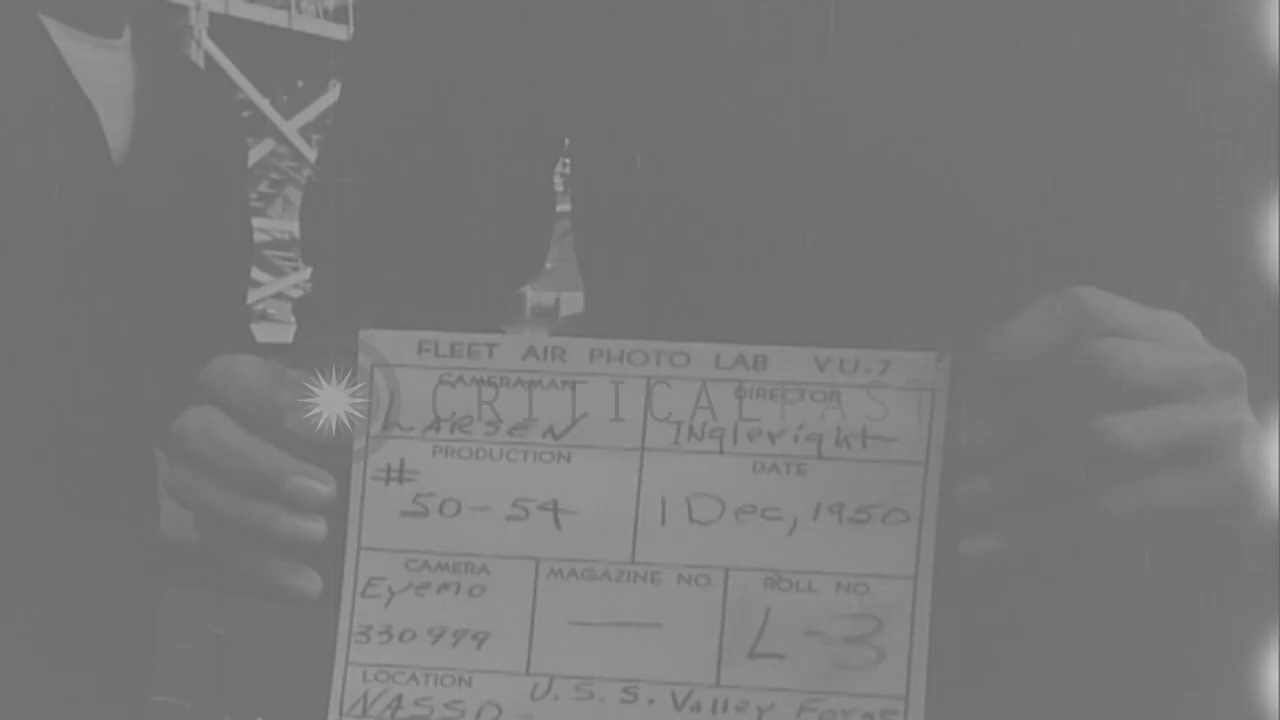 FLEET AIR PHOTO LAB VU-7
CAMERAMAN DIRECTOR
CRITICALPAST
LARSEN Ingleright
PRODUCTION DATE
# 50-54 1 Dec, 1950
CAMERA MAGAZINE NO. ROLL NO.
Eyemo
330999 — L-3
LOCATION
NASSD- U.S.S. Valley Forge